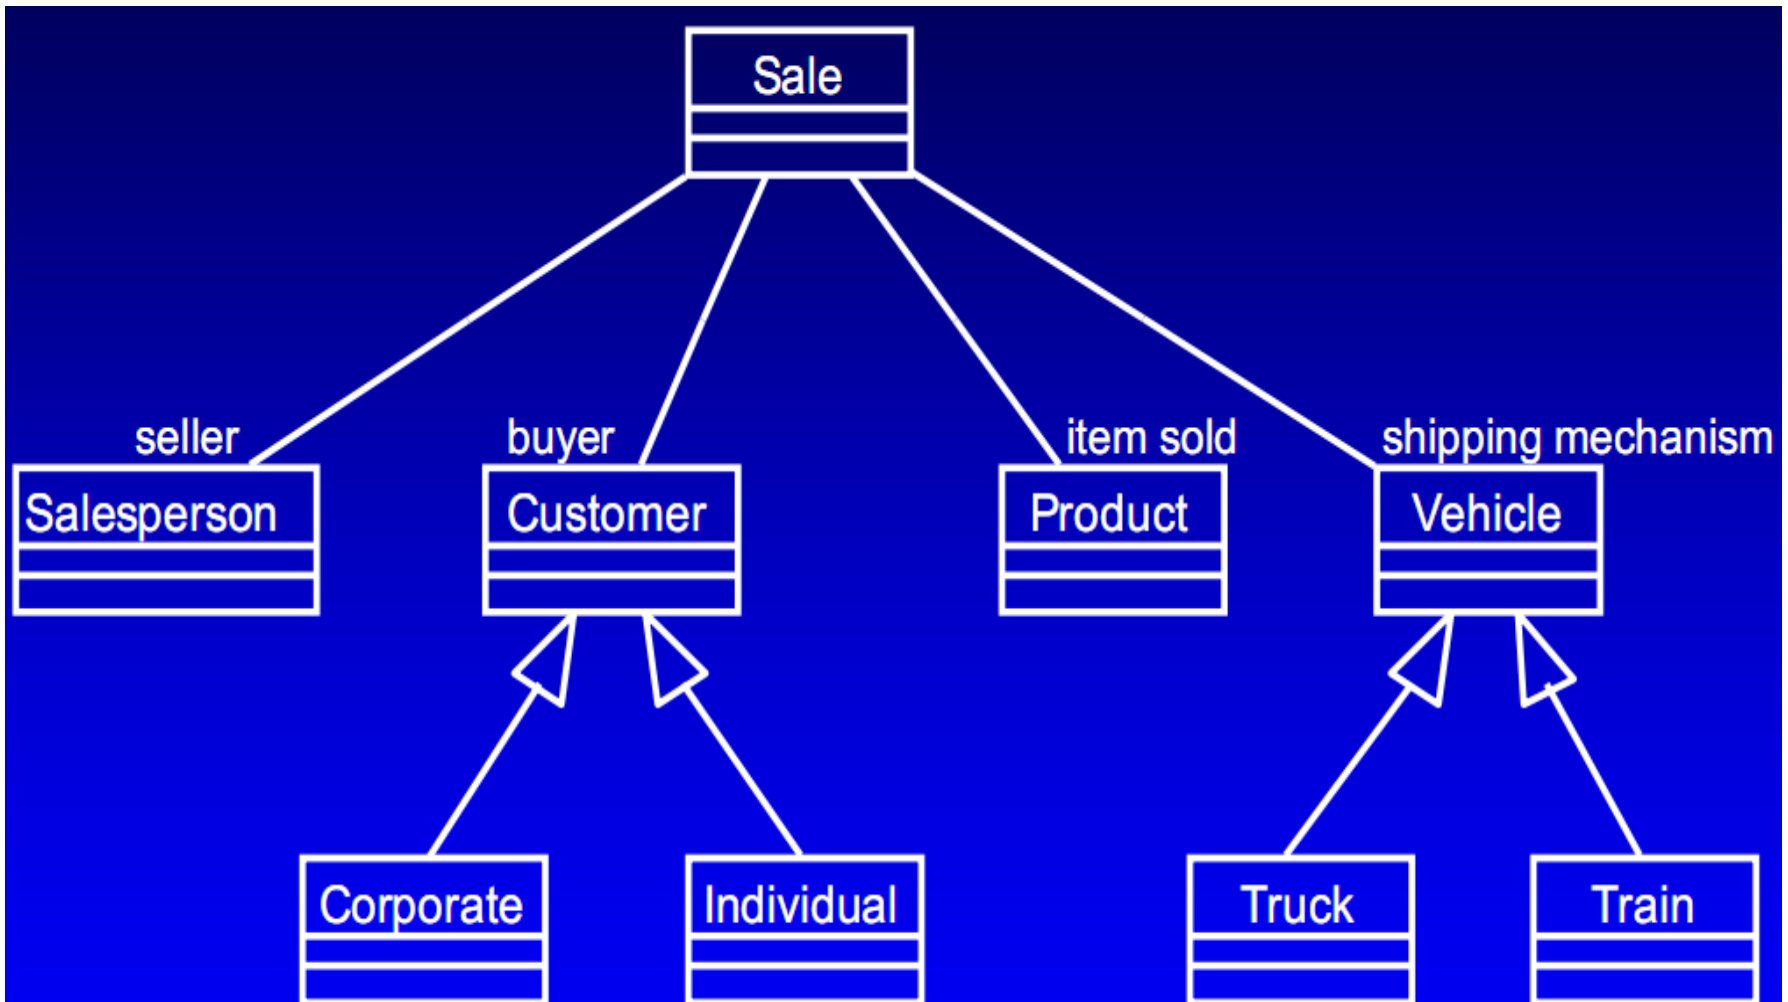 Sale
seller
buyer
item sold
shipping mechanism
Salesperson
Customer
Product
Vehicle
Corporate
Individual
Truck
Train